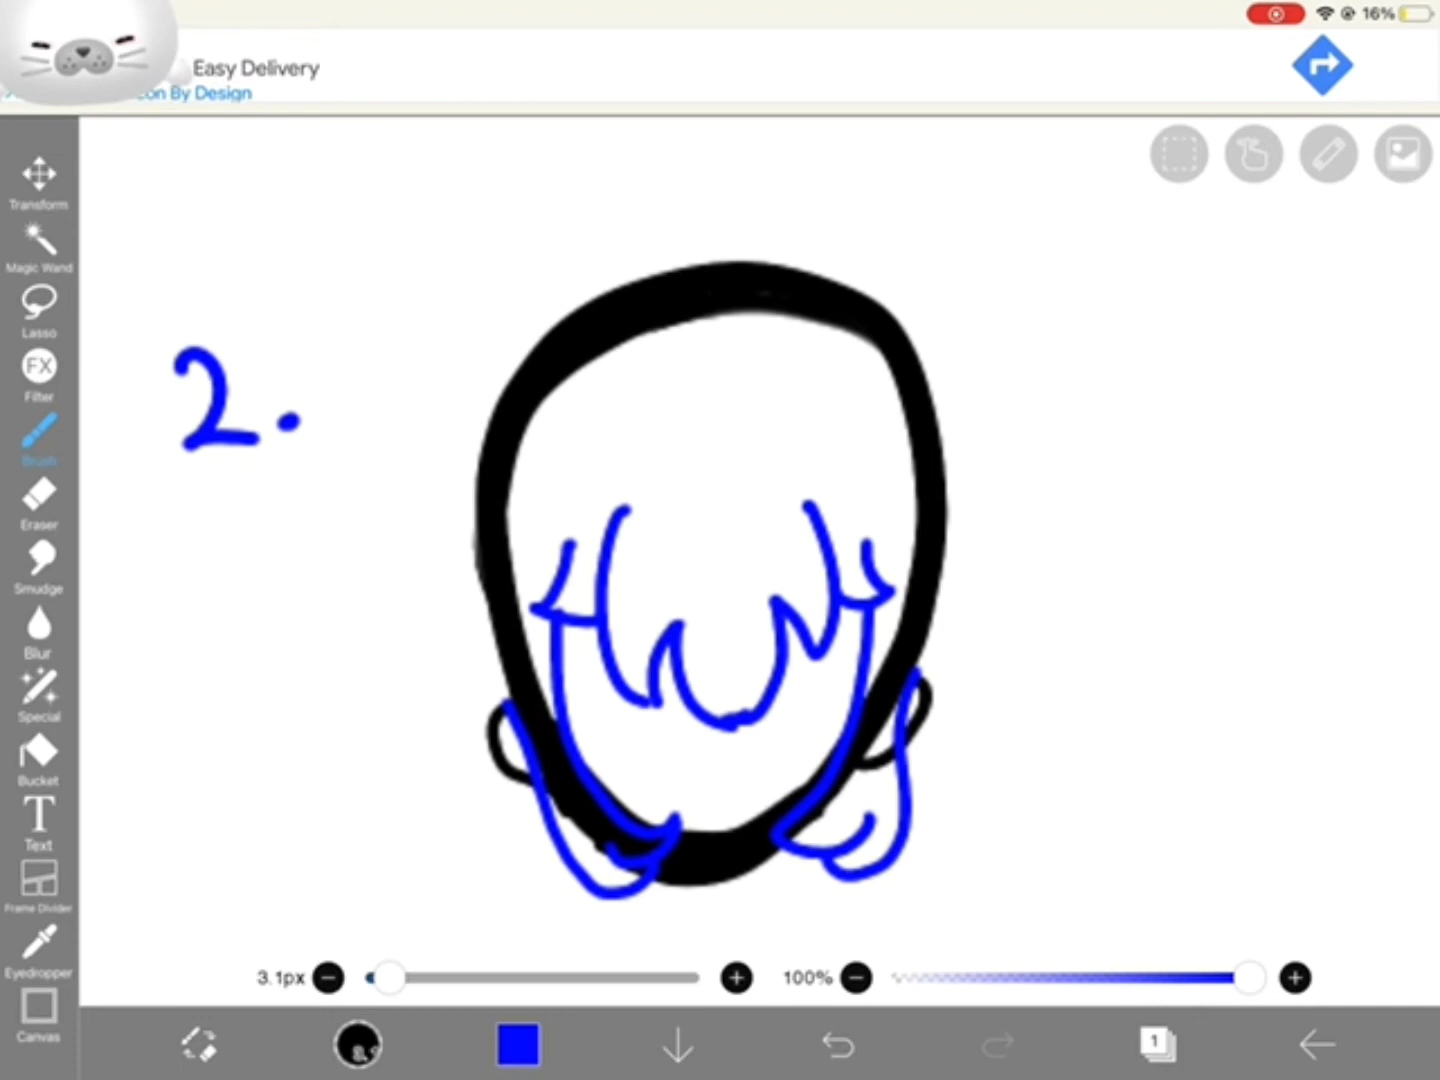 16%
Easy Delivery
con By Design
Transform
Magic Wand
Lasso
FX
Filter
Brush
Eraser
Smudge
Blur
Special
Bucket
T
Text
Frame Divider
Eyedropper
Canvas
2.
3.1px
100%
1